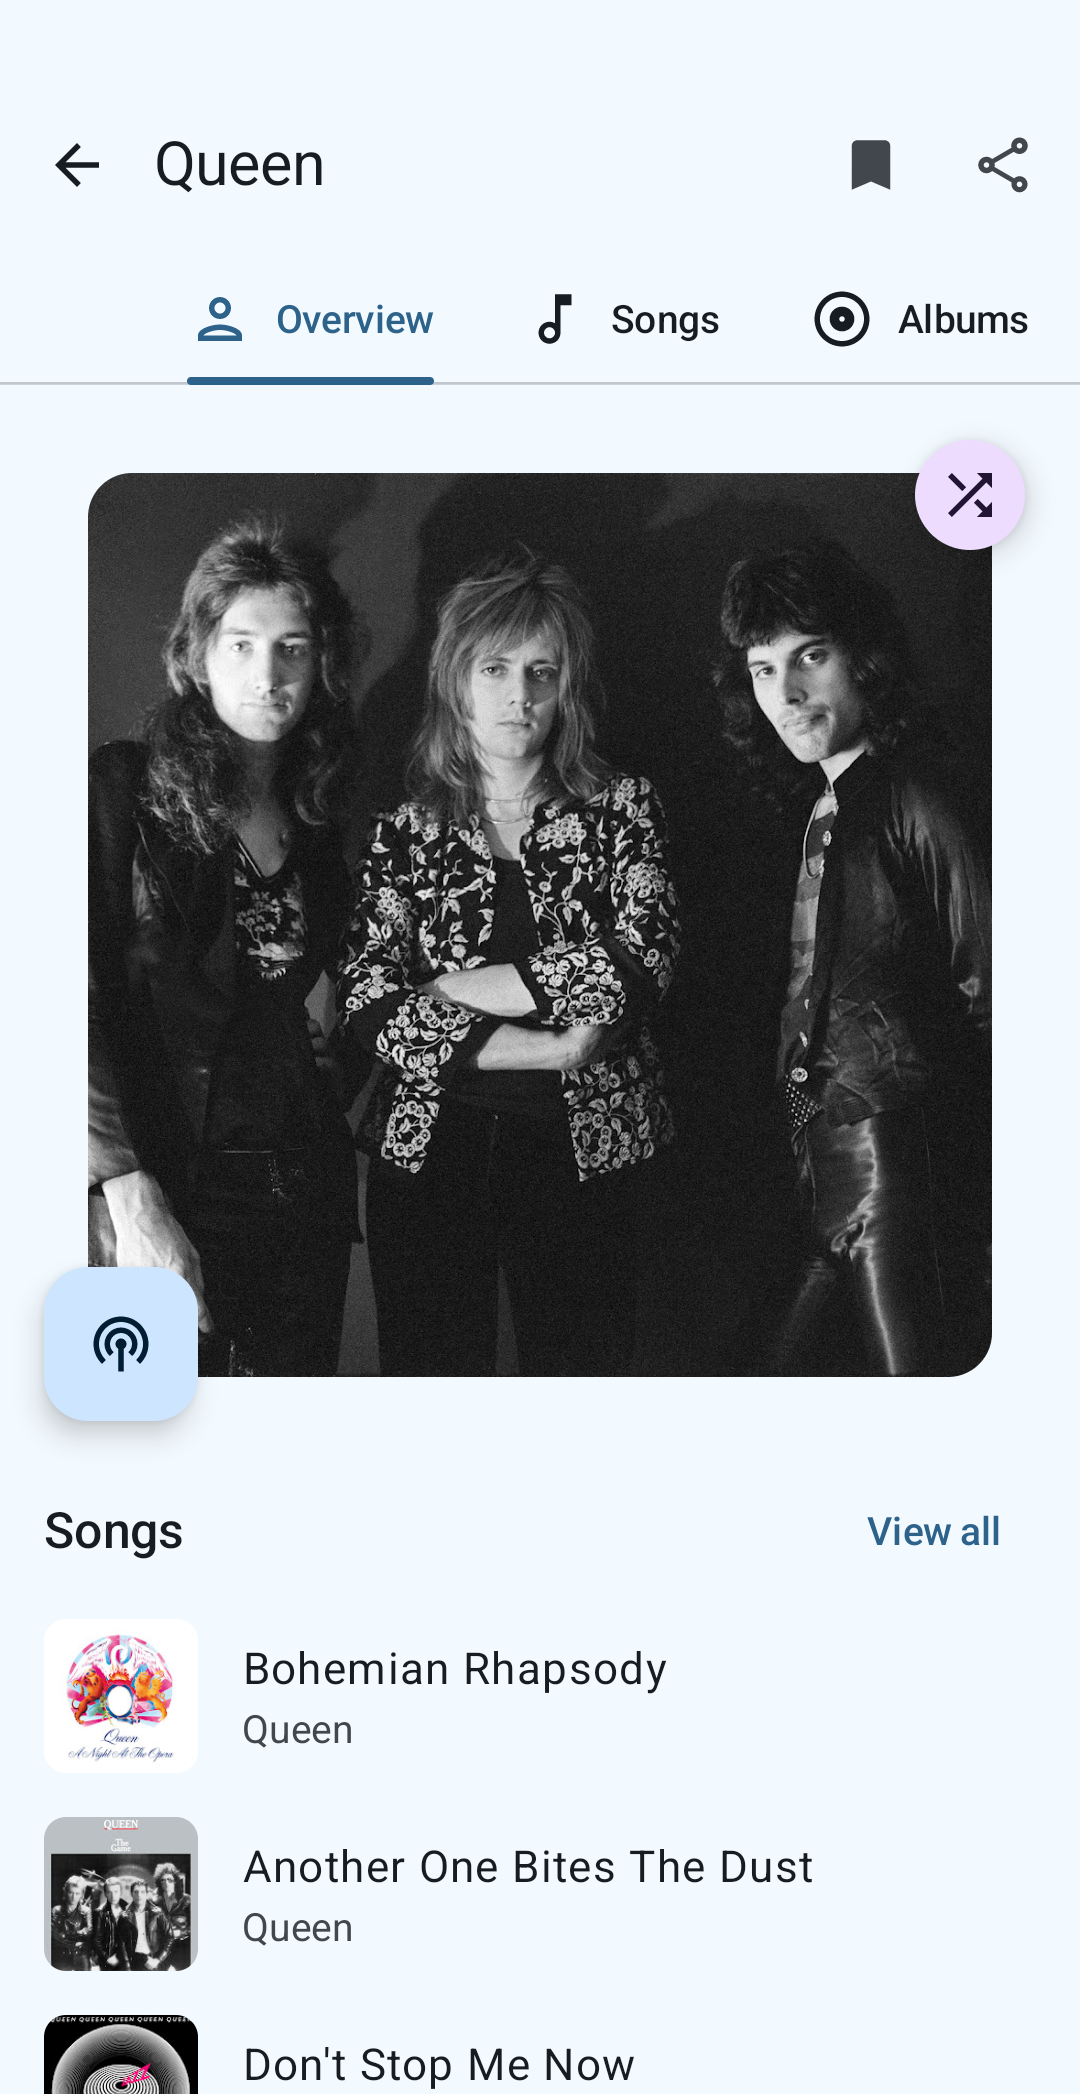 Queen
Overview
Songs
Albums
Songs
View all
Queen
A Night At The Opera
Bohemian Rhapsody
Queen
QUEEN
The
Game
Another One Bites The Dust
Queen
QUEEN QUEEN QUEEN QUEEN QUEEN
Don't Stop Me Now